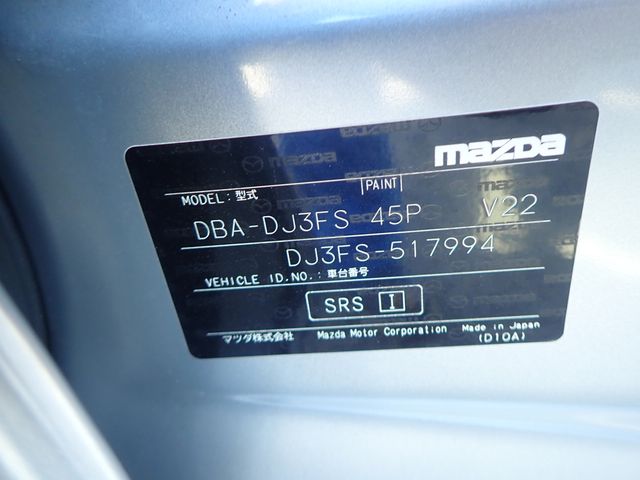 mazda
MODEL:型式 PAINT
DBA-DJ3FS 45P V22
DJ3FS-517994
VEHICLE ID.NO.:車台番号
SRS I
マツダ株式会社 Mazda Motor Corporation Made in Japan
(D10A)